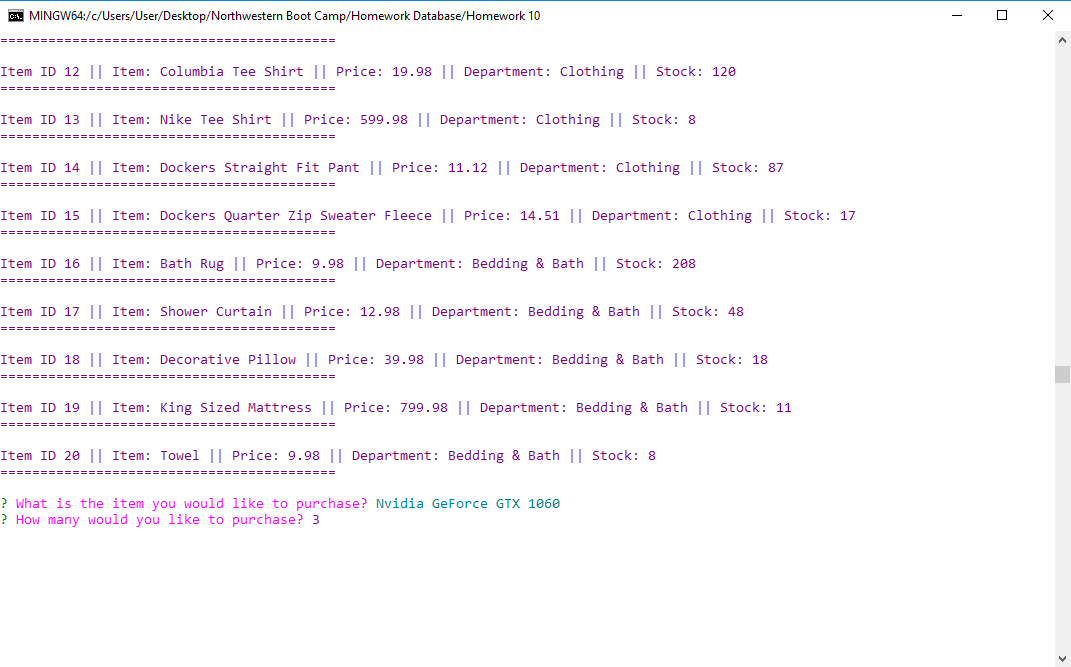 MINGW64:/c/Users/User/Desktop/Northwestern Boot Camp/Homework Database/Homework 10
==========================================
Item ID 12 || Item: Columbia Tee Shirt || Price: 19.98 || Department: Clothing || Stock: 120
==========================================
Item ID 13 || Item: Nike Tee Shirt || Price: 599.98 || Department: Clothing || Stock: 8
==========================================
Item ID 14 || Item: Dockers Straight Fit Pant || Price: 11.12 || Department: Clothing || Stock: 87
==========================================
Item ID 15 || Item: Dockers Quarter Zip Sweater Fleece || Price: 14.51 || Department: Clothing || Stock: 17
==========================================
Item ID 16 || Item: Bath Rug || Price: 9.98 || Department: Bedding & Bath || Stock: 208
==========================================
Item ID 17 || Item: Shower Curtain || Price: 12.98 || Department: Bedding & Bath || Stock: 48
==========================================
Item ID 18 || Item: Decorative Pillow || Price: 39.98 || Department: Bedding & Bath || Stock: 18
==========================================
Item ID 19 || Item: King Sized Mattress || Price: 799.98 || Department: Bedding & Bath || Stock: 11
==========================================
Item ID 20 || Item: Towel || Price: 9.98 || Department: Bedding & Bath || Stock: 8
==========================================
? What is the item you would like to purchase? Nvidia GeForce GTX 1060
? How many would you like to purchase? 3